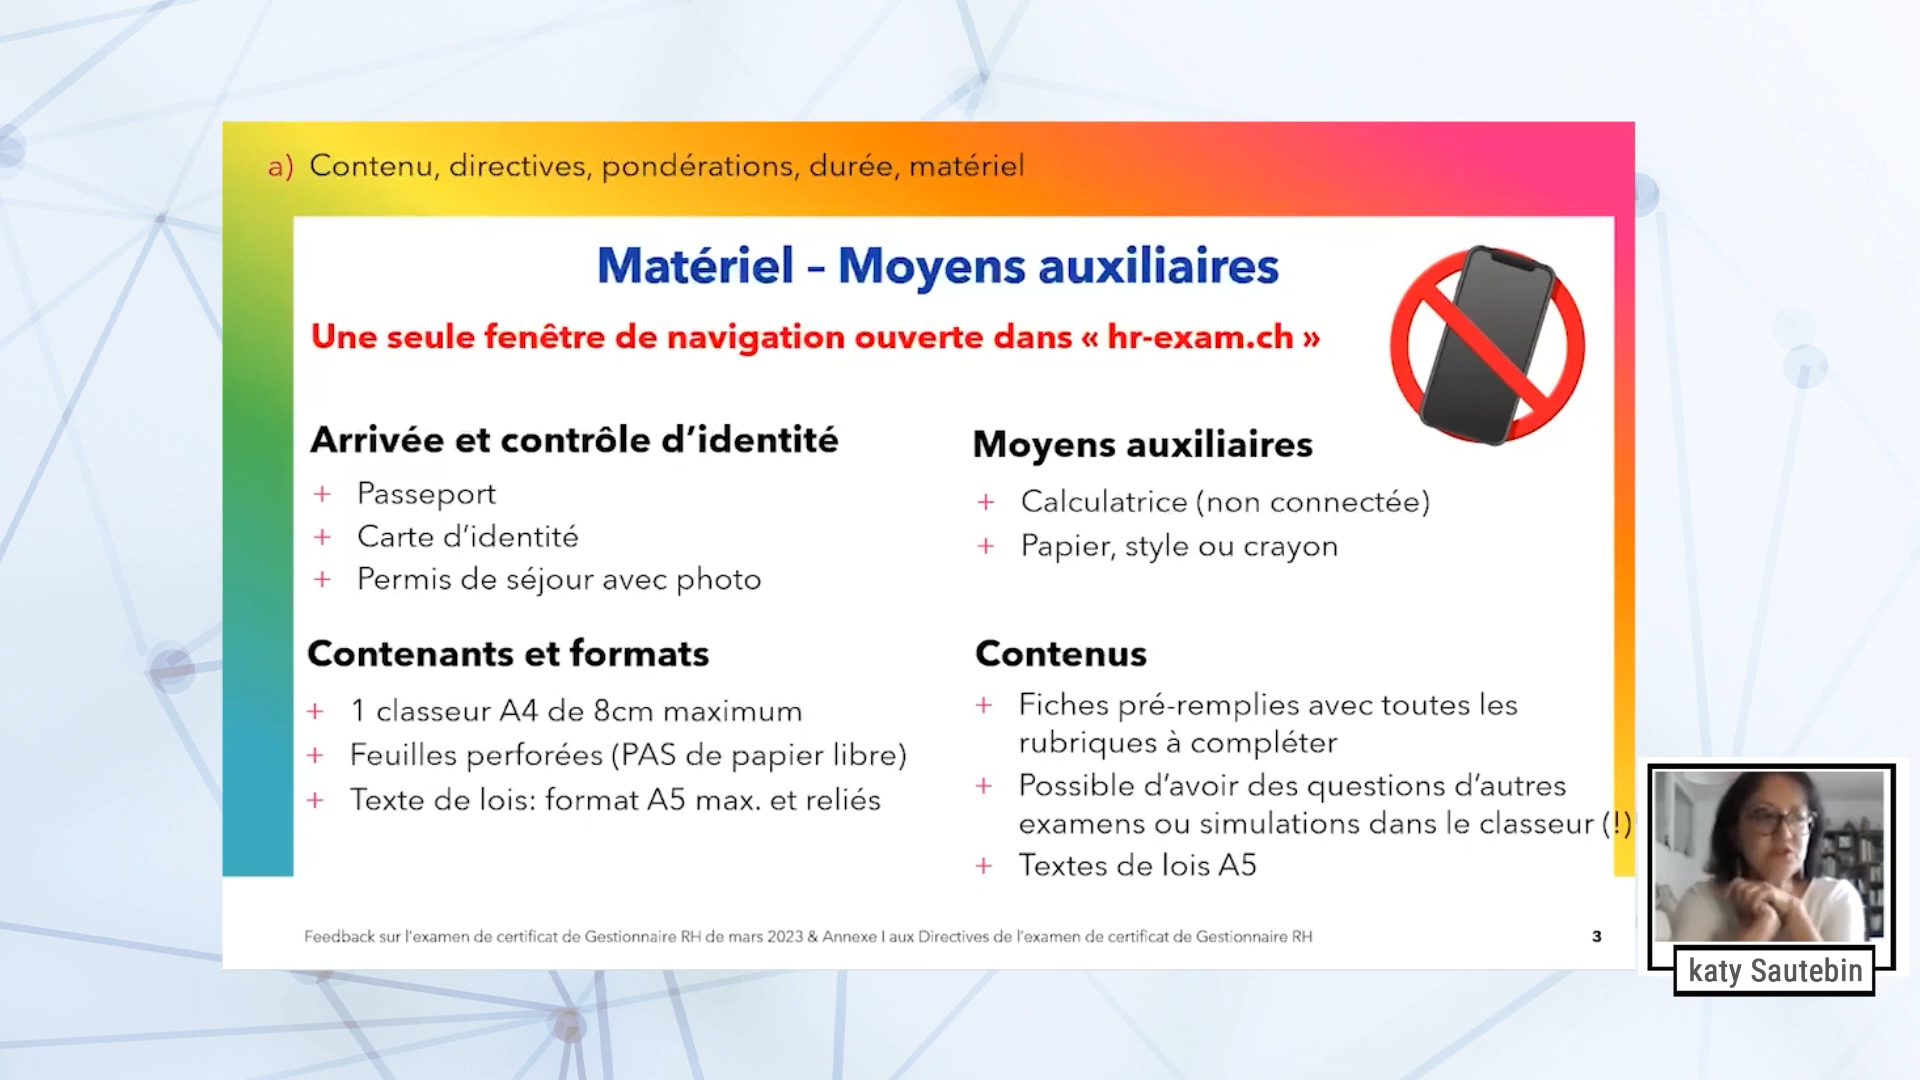 a) Contenu, directives, pondérations, durée, matériel
Matériel – Moyens auxiliaires
Une seule fenêtre de navigation ouverte dans « hr-exam.ch »
Arrivée et contrôle d’identité
+ Passeport
+ Carte d’identité
+ Permis de séjour avec photo
Moyens auxiliaires
+ Calculatrice (non connectée)
+ Papier, style ou crayon
Contenants et formats
+ 1 classeur A4 de 8cm maximum
+ Feuilles perforées (PAS de papier libre)
+ Texte de lois: format A5 max. et reliés
Contenus
+ Fiches pré-remplies avec toutes les
rubriques à compléter
+ Possible d’avoir des questions d’autres
examens ou simulations dans le classeur (!)
+ Textes de lois A5
Feedback sur l’examen de certificat de Gestionnaire RH de mars 2023 & Annexe I aux Directives de l’examen de certificat de Gestionnaire RH
3
katy Sautebin